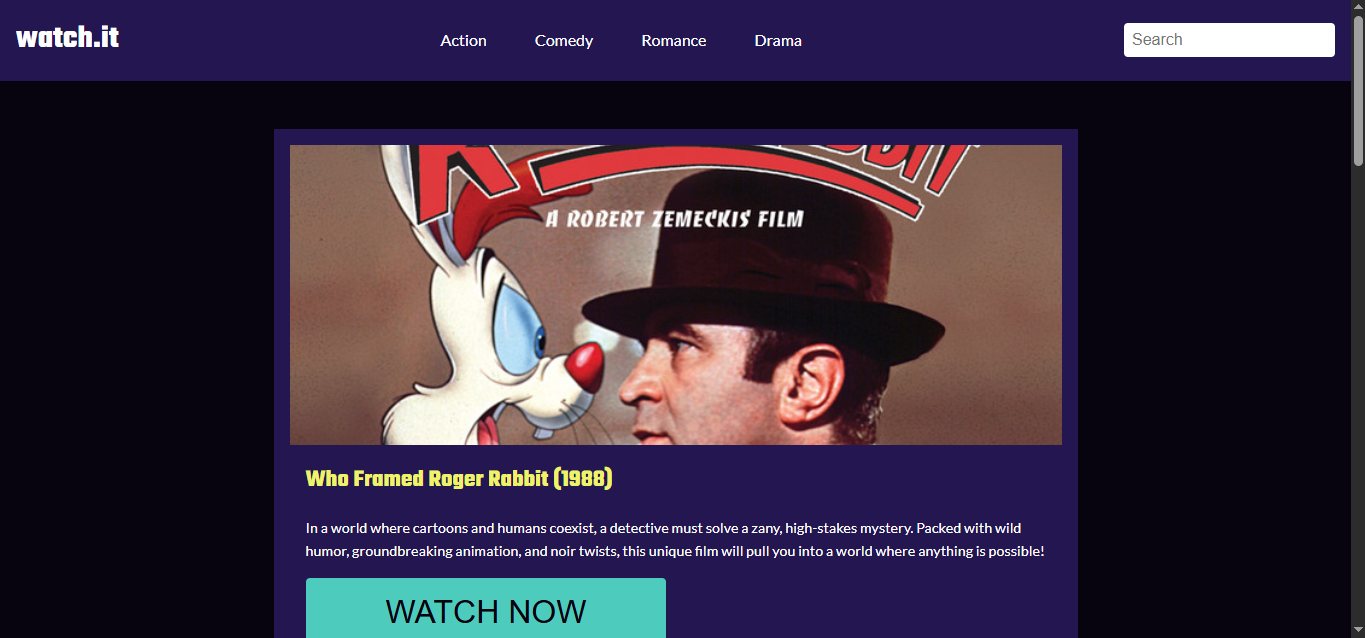 watch.it
Action
Comedy
Romance
Drama
Search
RABBIT
A ROBERT ZEMECKIS FILM
Who Framed Roger Rabbit (1988)
In a world where cartoons and humans coexist, a detective must solve a zany, high-stakes mystery. Packed with wild
humor, groundbreaking animation, and noir twists, this unique film will pull you into a world where anything is possible!
WATCH NOW